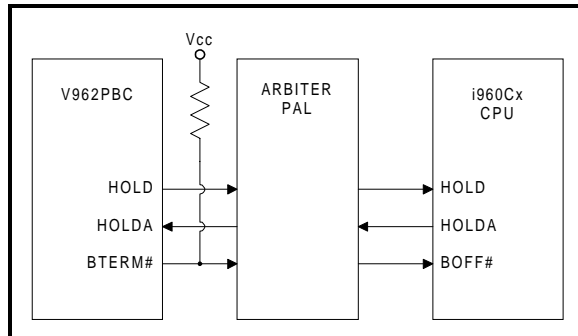 Vcc
V962PBC
ARBITER
PAL
i960Cx
CPU
HOLD
HOLD
HOLDA
HOLDA
BTERM#
BOFF#